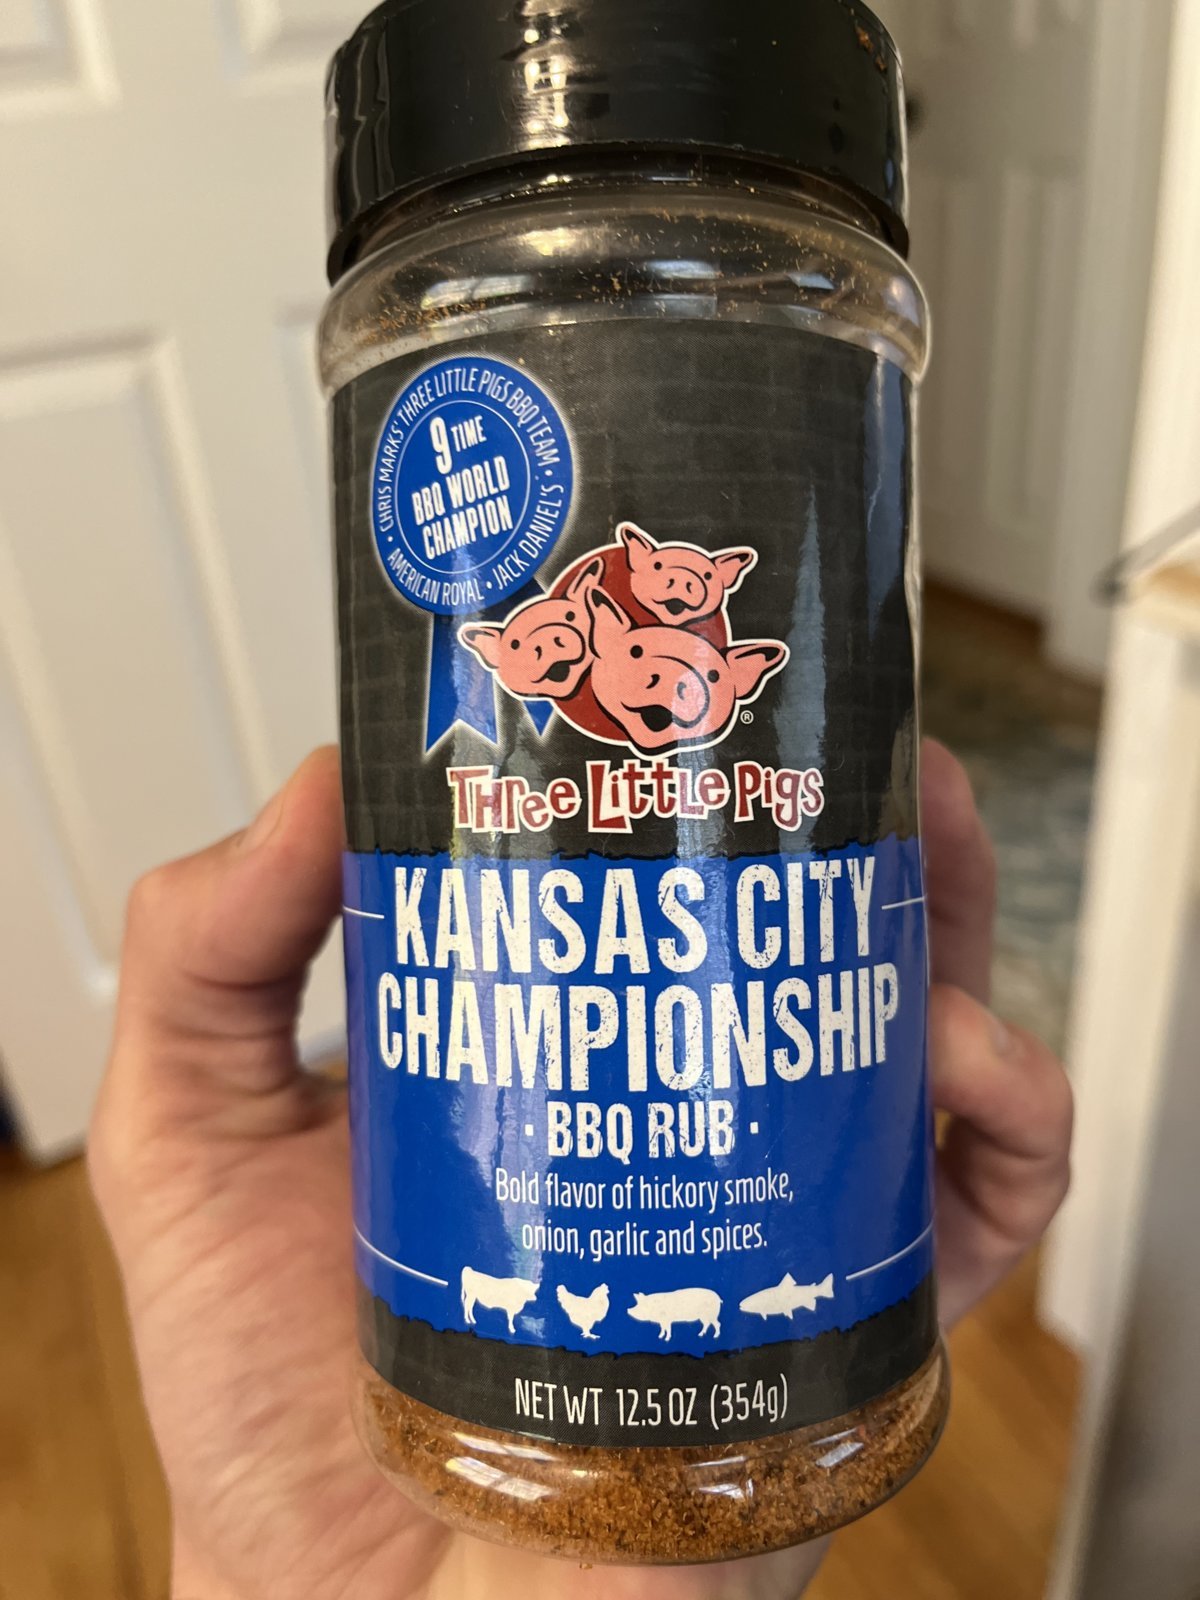 CHRIS MARKS' THREE LITTLE PIGS BBQ TEAM
• AMERICAN ROYAL • JACK DANIEL'S •
9 TIME
BBQ WORLD
CHAMPION
®
THree LittLe Pigs
KANSAS CITY
CHAMPIONSHIP
• BBQ RUB •
Bold flavor of hickory smoke,
onion, garlic and spices.
NET WT 12.5 OZ (354g)